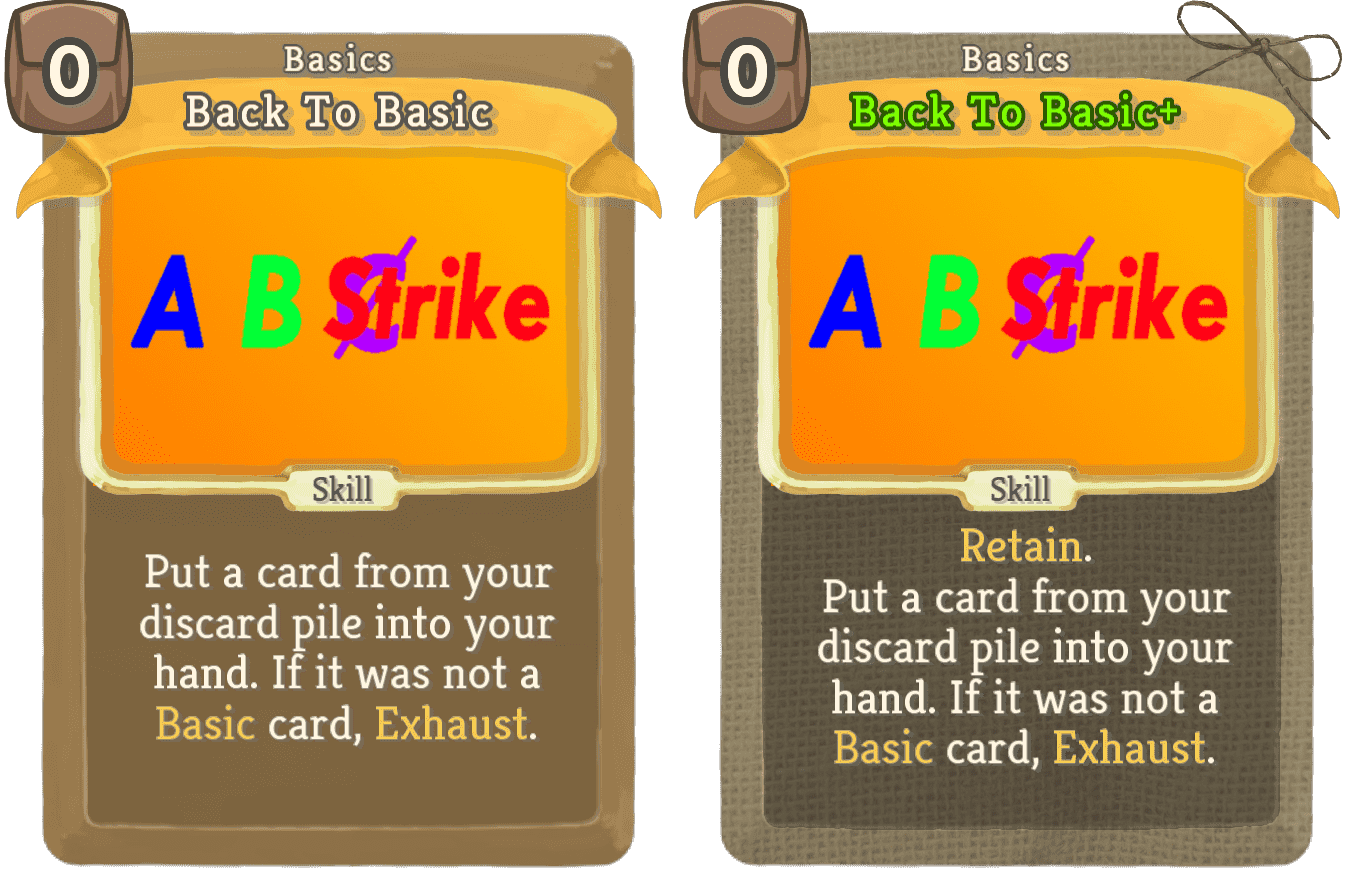 0
Basics
Back To Basic
A B C Strike
Skill
Put a card from your
discard pile into your
hand. If it was not a
Basic card, Exhaust.
0
Basics
Back To Basic+
A B C Strike
Skill
Retain.
Put a card from your
discard pile into your
hand. If it was not a
Basic card, Exhaust.